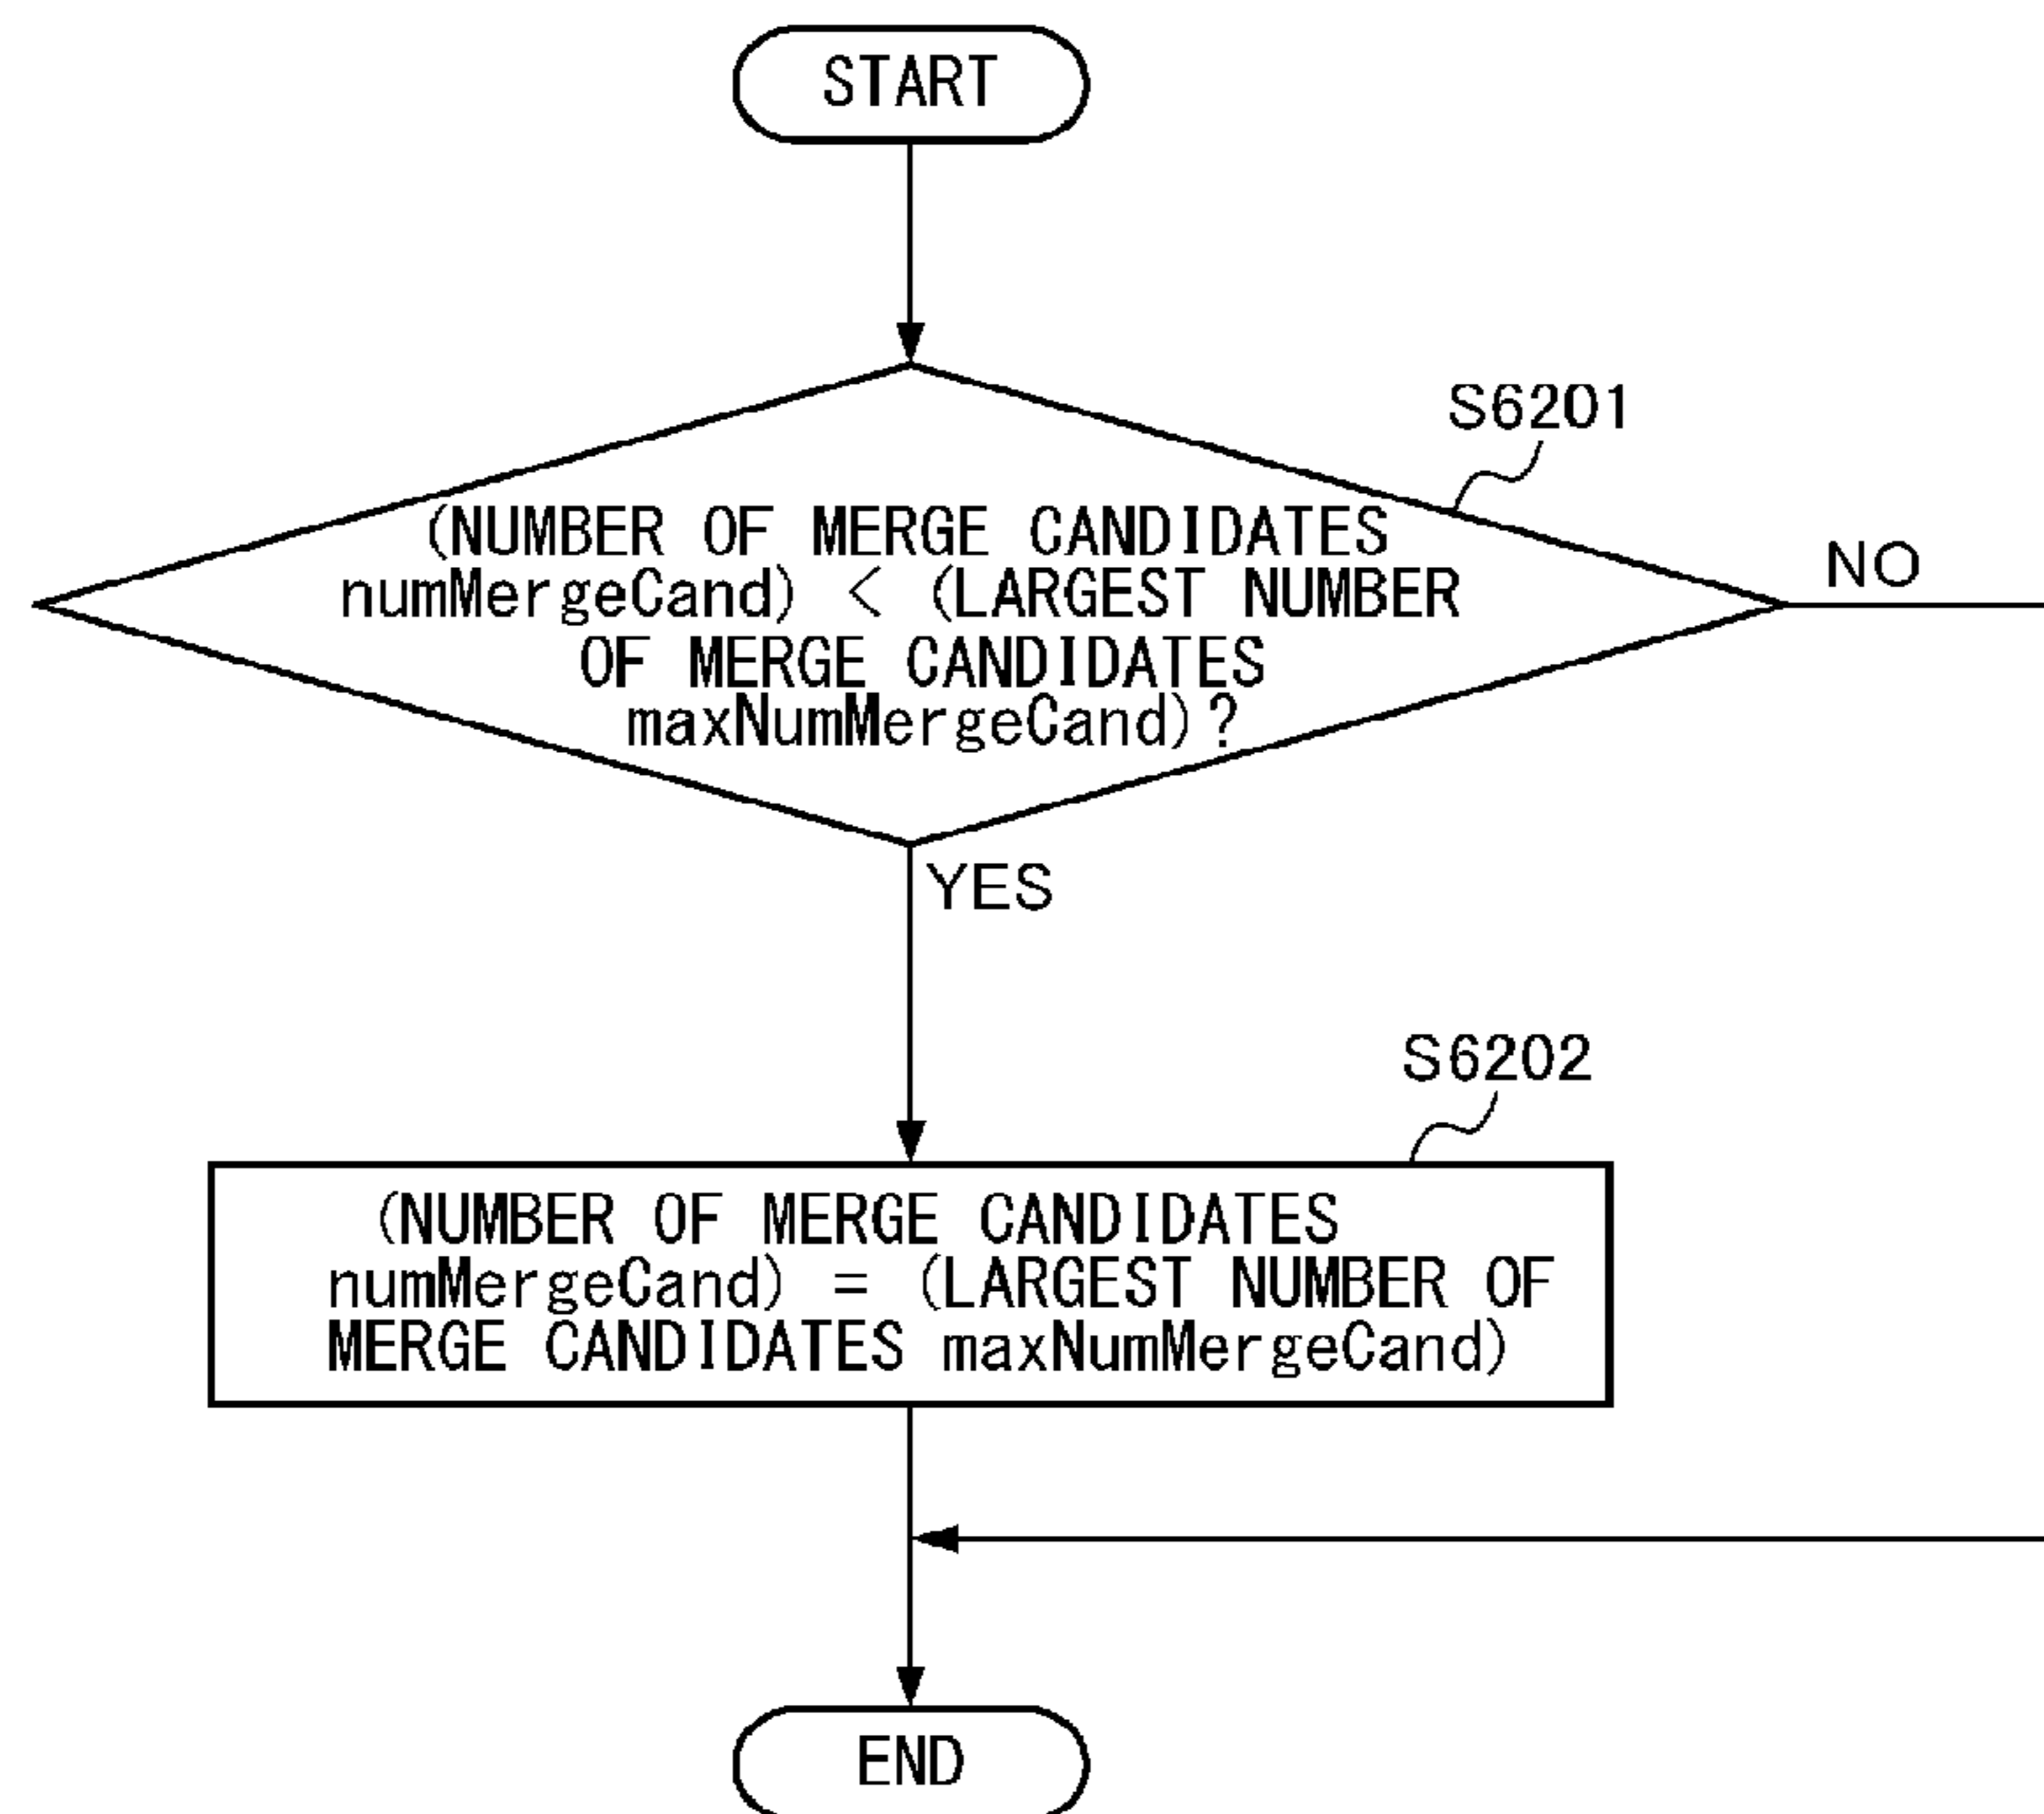 START
S6201
(NUMBER OF MERGE CANDIDATES
numMergeCand) < (LARGEST NUMBER
OF MERGE CANDIDATES
maxNumMergeCand)?
NO
YES
S6202
(NUMBER OF MERGE CANDIDATES
numMergeCand) = (LARGEST NUMBER OF
MERGE CANDIDATES maxNumMergeCand)
END